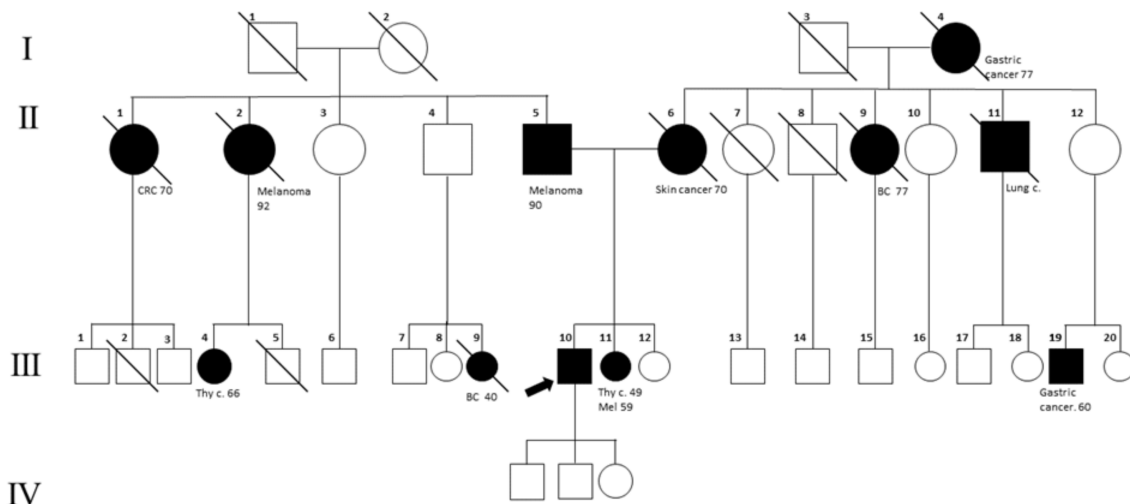 I
1
2
3
4
Gastric
cancer 77
II
1
2
3
4
5
6
7
8
9
10
11
12
CRC 70
Melanoma
92
Melanoma
90
Skin cancer 70
BC 77
Lung c.
III
1
2
3
4
5
6
7
8
9
10
11
12
13
14
15
16
17
18
19
20
Thy c. 66
BC 40
Thy c. 49
Mel 59
Gastric
cancer. 60
IV